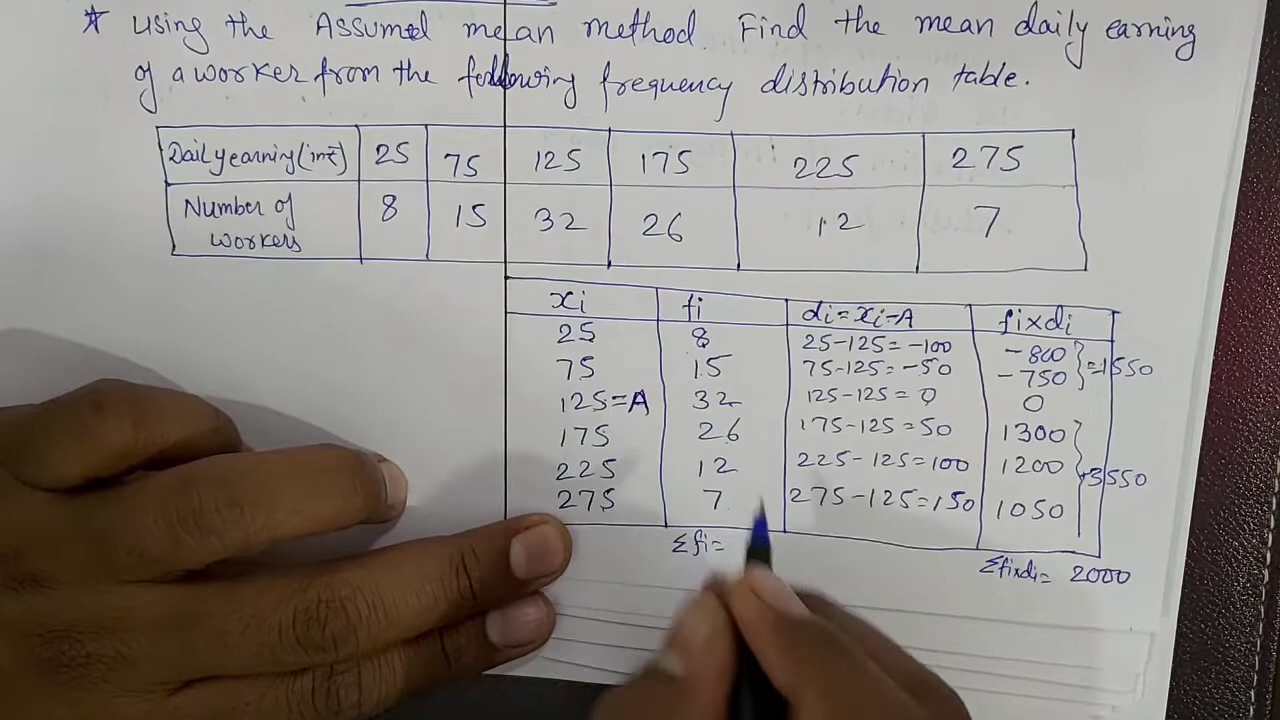 * Using the Assumed mean method. Find the mean daily earning
of a worker from the following frequency distribution table.
Daily earning (in ₹) 25 75 125 175 225 275
Number of workers 8 15 32 26 12 7
xi fi di=xi-A fixdi
25 8 25-125=-100 -800
75 15 75-125=-50 -750 } =-1550
125=A 32 125-125=0 0
175 26 175-125=50 1300
225 12 225-125=100 1200 } +3550
275 7 275-125=150 1050
Σfi= Σfixdi= 2000